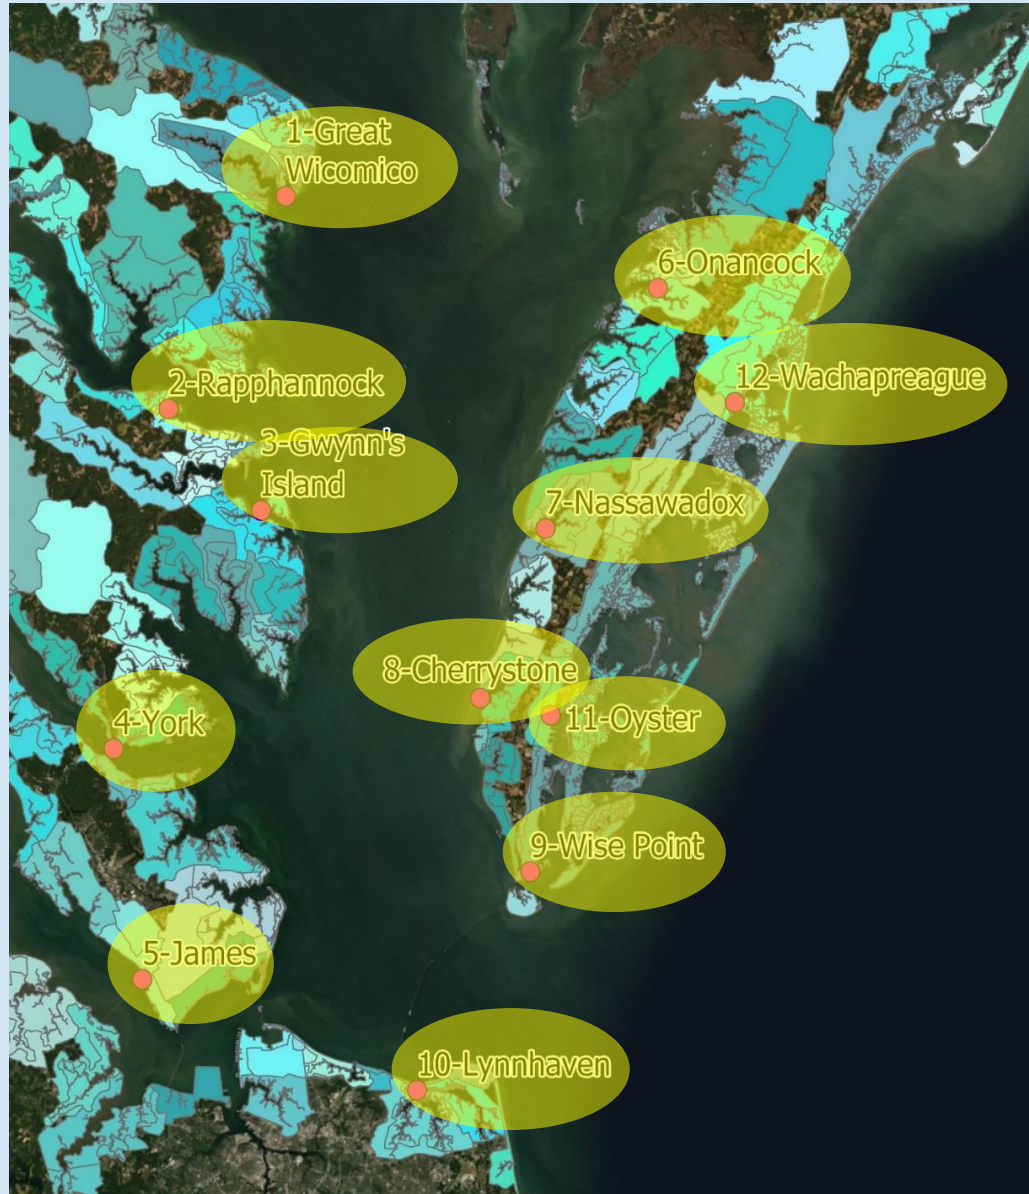 1-Great
Wicomico
6-Onancock
2-Rapphannock
12-Wachapreague
3-Gwynn's
Island
7-Nassawadox
8-Cherrystone
4-York
11-Oyster
9-Wise Point
5-James
10-Lynnhaven